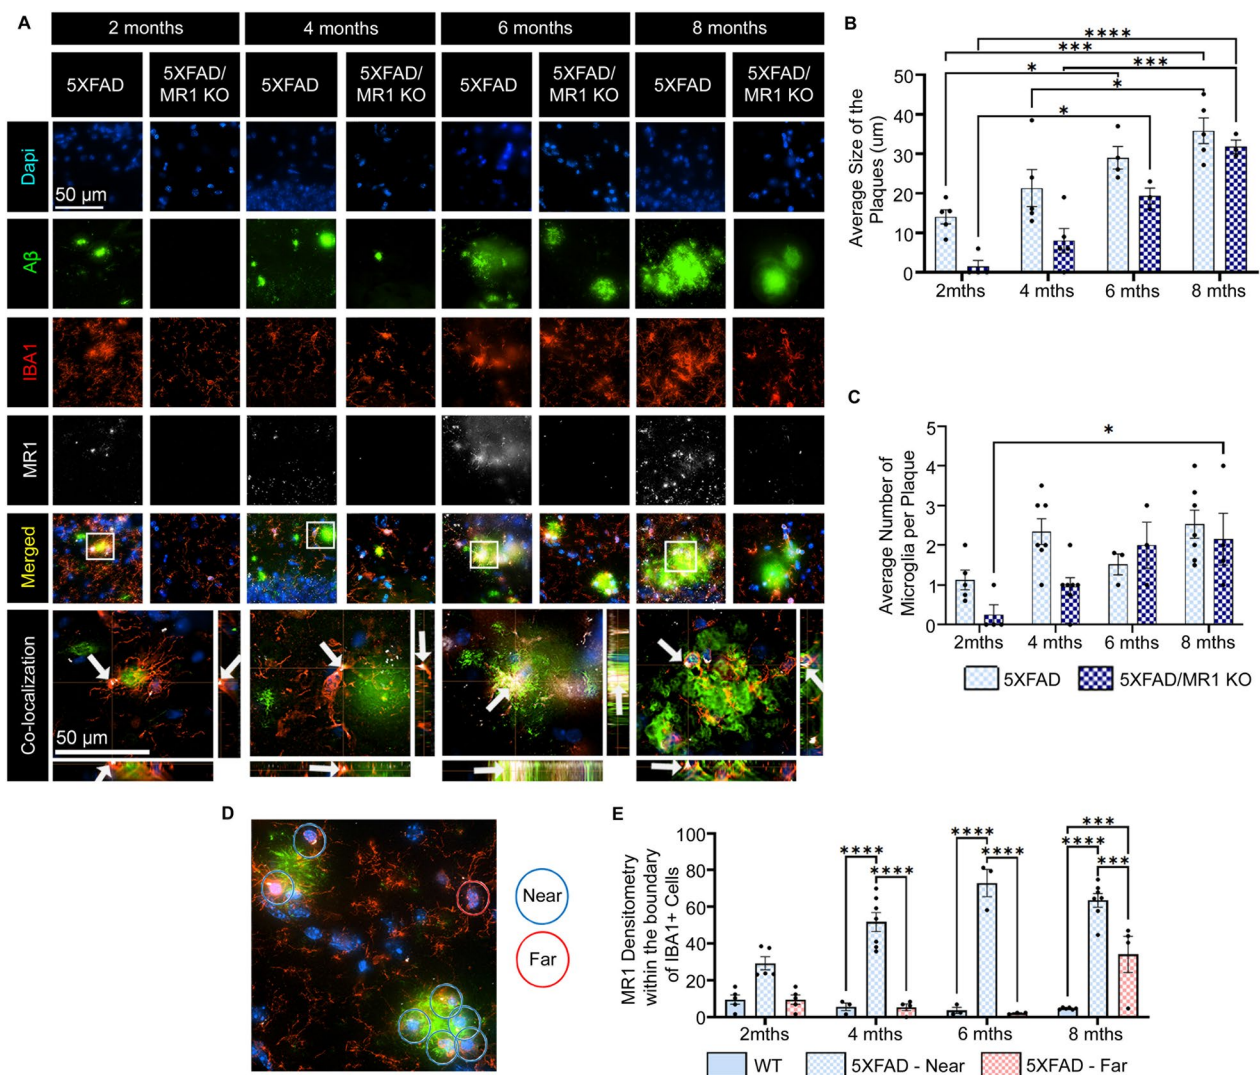 A
2 months
4 months
6 months
8 months
5XFAD
5XFAD/
MR1 KO
5XFAD
5XFAD/
MR1 KO
5XFAD
5XFAD/
MR1 KO
5XFAD
5XFAD/
MR1 KO
Dapi
50 µm
Aβ
IBA1
MR1
Merged
Co-localization
50 µm
B
****
***
*
***
*
*
Average Size of the
Plaques (um)
50
40
30
20
10
0
2mths
4 mths
6 mths
8 mths
C
*
Average Number of
Microglia per Plaque
5
4
3
2
1
0
2mths
4 mths
6 mths
8 mths
5XFAD
5XFAD/MR1 KO
D
Near
Far
E
MR1 Densitometry
within the boundary
of IBA1+ Cells
100
80
60
40
20
0
****
****
****
****
***
****
***
2mths
4 mths
6 mths
8 mths
WT
5XFAD - Near
5XFAD - Far